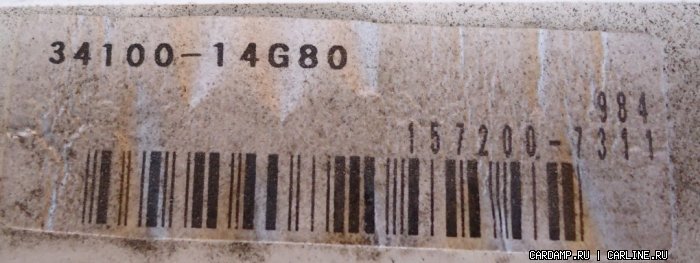 34100-14G80
984
157200-7311
CARDAMP.RU | CARLINE.RU